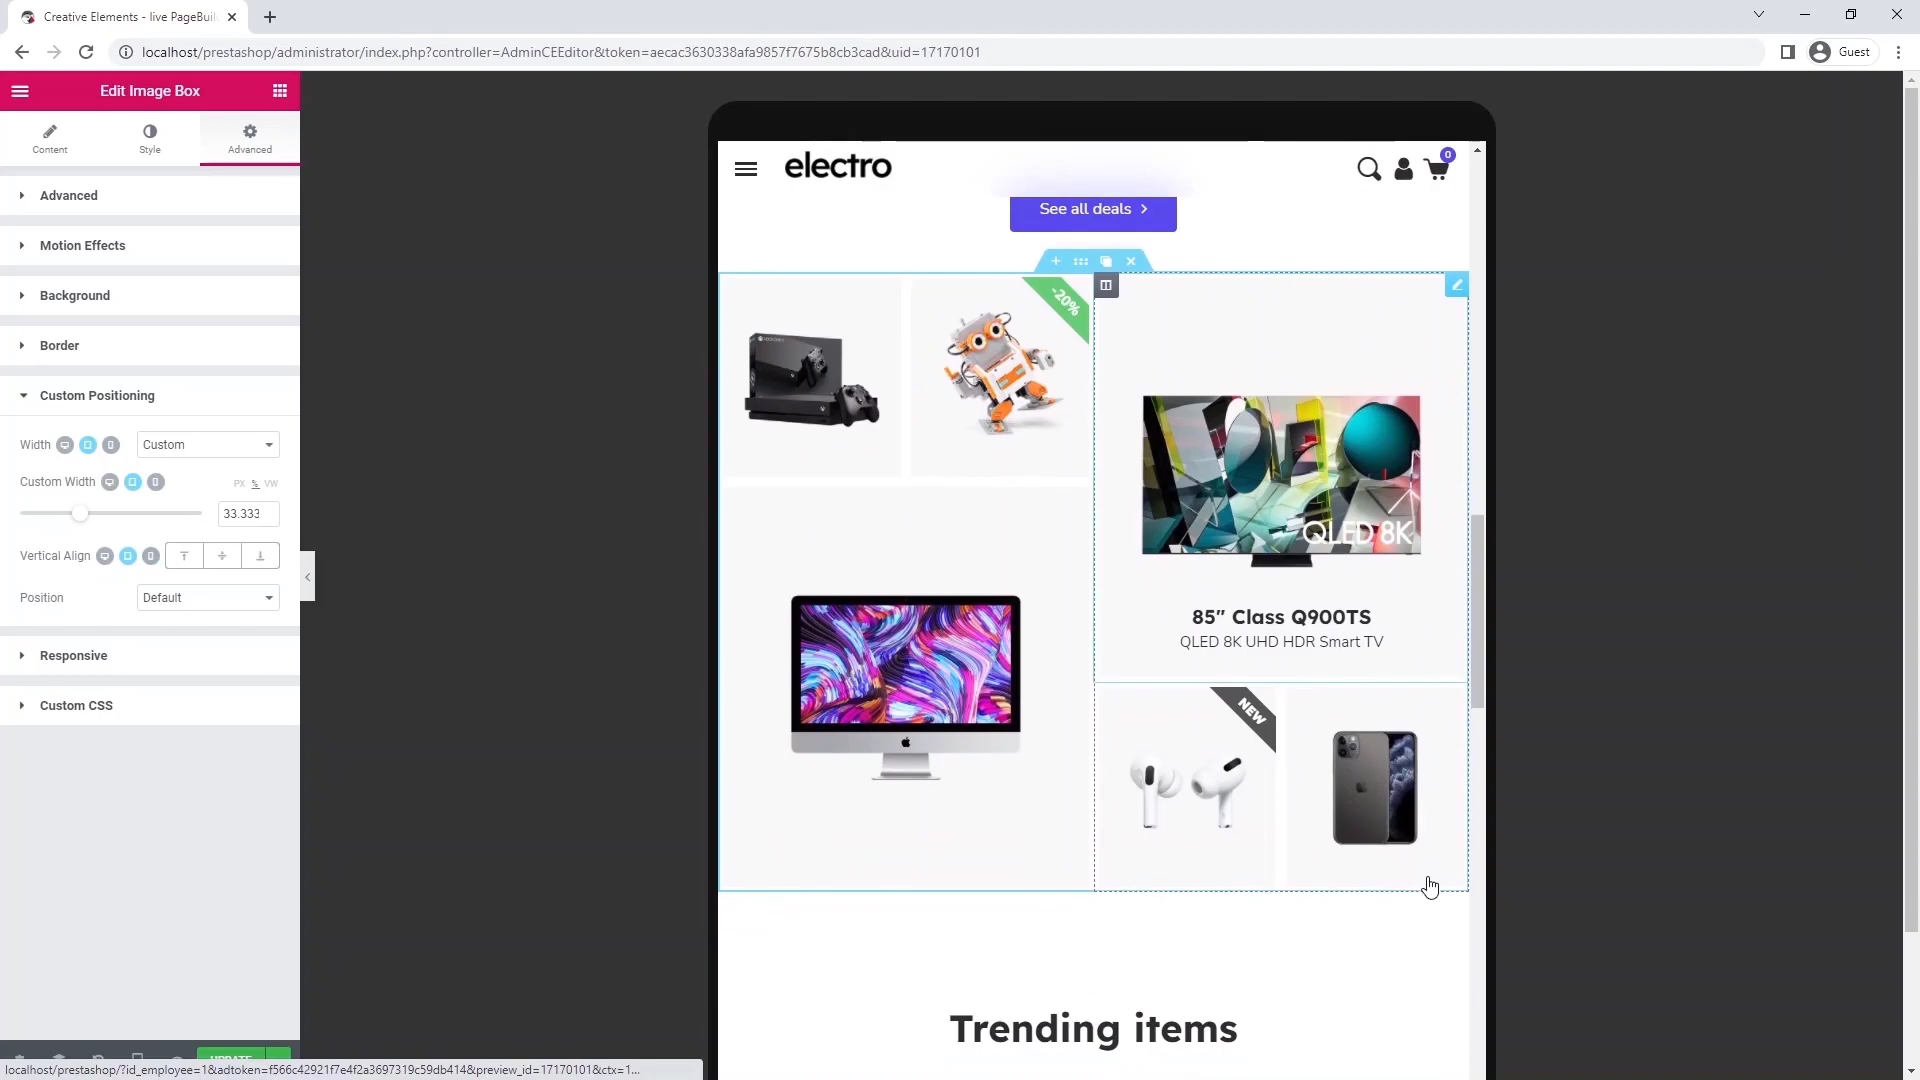 Creative Elements - live PageBuil
localhost/prestashop/administrator/index.php?controller=AdminCEEditor&token=aecac3630338afa9857f7675b8cb3cad&uid=17170101
Guest
Edit Image Box
Content
Style
Advanced
Advanced
Motion Effects
Background
Border
Custom Positioning
Width
Custom
Custom Width
PX % VW
33.333
Vertical Align
Position
Default
Responsive
Custom CSS
UPDATE
localhost/prestashop/?id_employee=1&adtoken=f566c42921f7e4f2a3697319c59db414&preview_id=17170101&ctx=1...
electro
0
See all deals
-20%
QLED 8K
85" Class Q900TS
QLED 8K UHD HDR Smart TV
NEW
Trending items